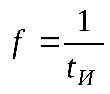 f = 1/t_И